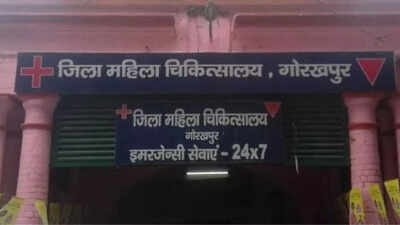 जिला महिला चिकित्सालय , गोरखपुर
जिला महिला चिकित्सालय
गोरखपुर
इमरजेन्सी सेवाएं - 24x7